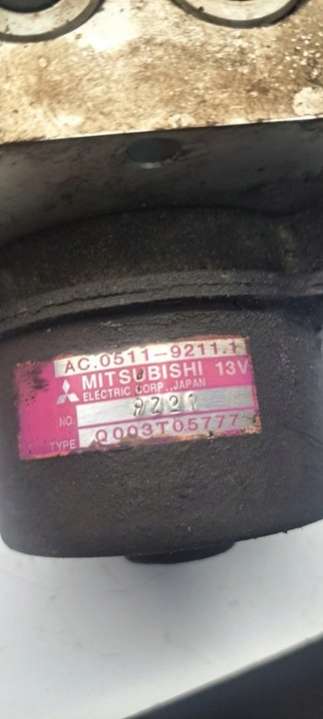 AC.0511-9211.1
MITSUBISHI 13V
ELECTRIC CORP., JAPAN
NO.
TYPE Q003T05777